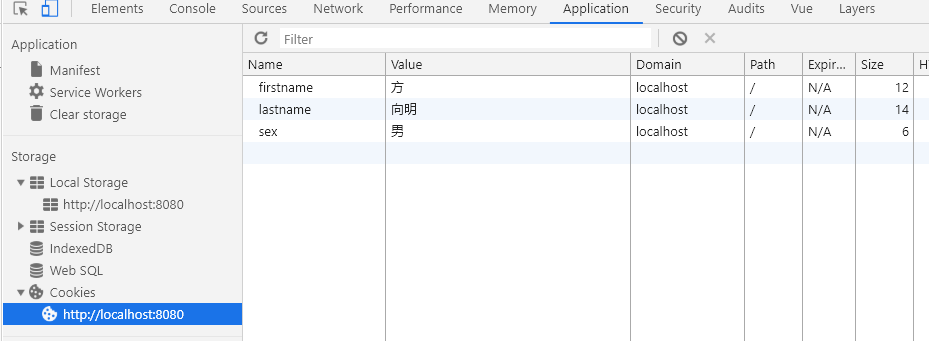 Elements Console Sources Network Performance Memory Application Security Audits Vue Layers
Application
Manifest
Service Workers
Clear storage
Storage
Local Storage
http://localhost:8080
Session Storage
IndexedDB
Web SQL
Cookies
http://localhost:8080
Filter
Name Value Domain Path Expir... Size
firstname 方 localhost / N/A 12
lastname 向明 localhost / N/A 14
sex 男 localhost / N/A 6